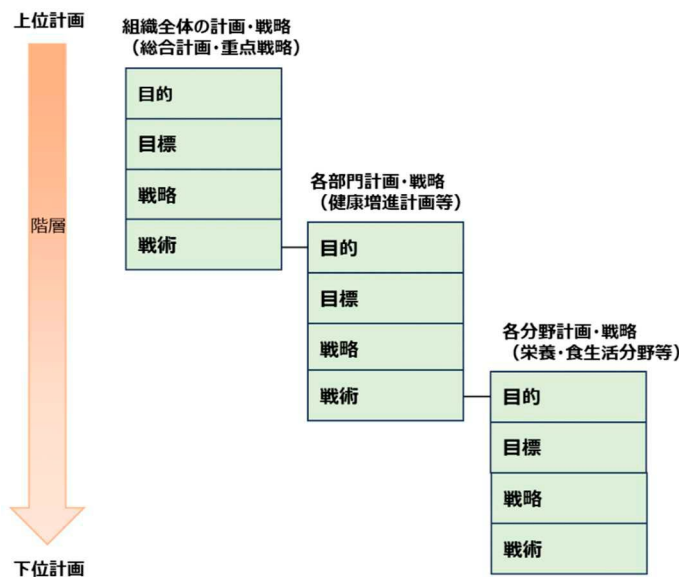 上位計画
組織全体の計画・戦略
（総合計画・重点戦略）
目的
目標
戦略
戦術
階層
各部門計画・戦略
（健康増進計画等）
目的
目標
戦略
戦術
各分野計画・戦略
（栄養・食生活分野等）
目的
目標
戦略
戦術
下位計画